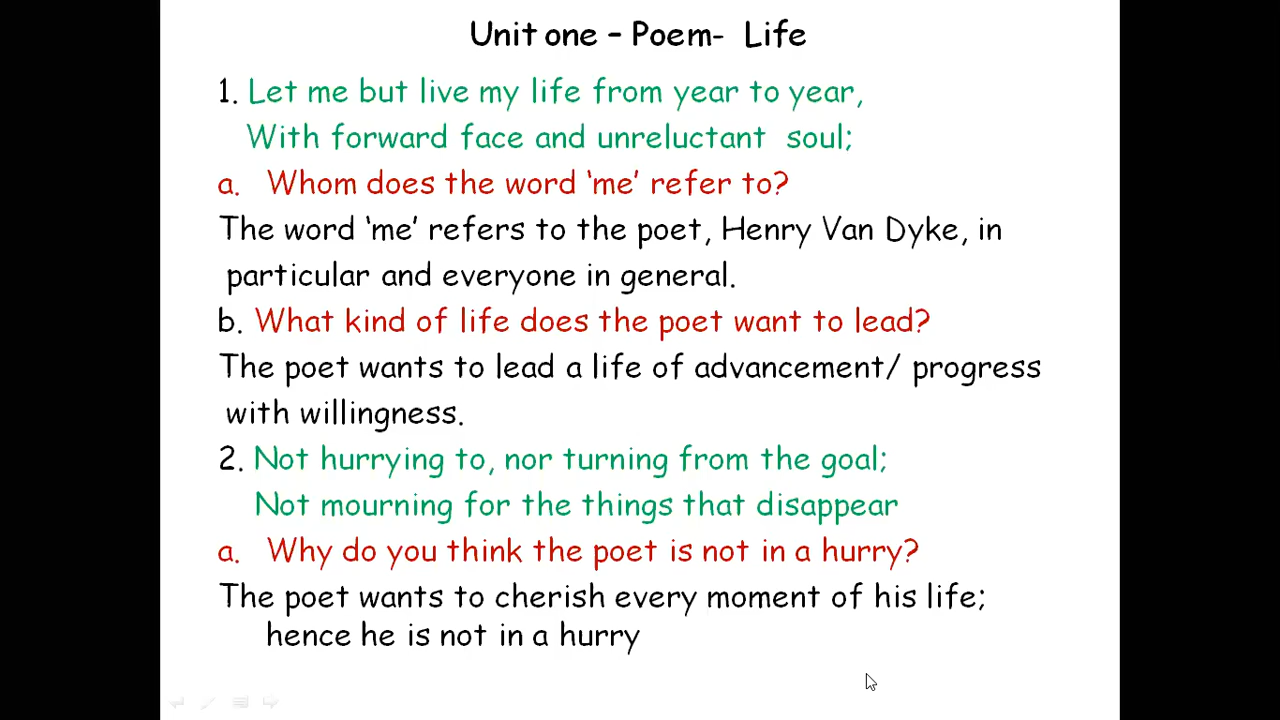 Unit one – Poem- Life
1. Let me but live my life from year to year,
With forward face and unreluctant soul;
a. Whom does the word ‘me’ refer to?
The word ‘me’ refers to the poet, Henry Van Dyke, in
particular and everyone in general.
b. What kind of life does the poet want to lead?
The poet wants to lead a life of advancement/ progress
with willingness.
2. Not hurrying to, nor turning from the goal;
Not mourning for the things that disappear
a. Why do you think the poet is not in a hurry?
The poet wants to cherish every moment of his life;
hence he is not in a hurry